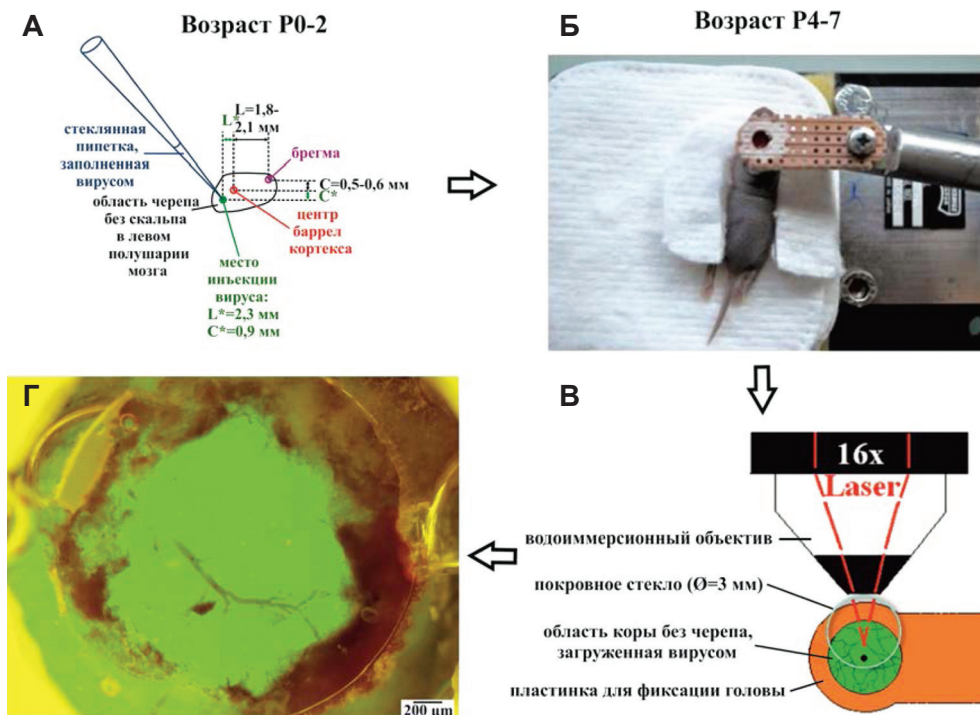 А
Возраст P0-2
L=1,8-
L*
2,1 мм
стеклянная
пипетка,
заполненная
вирусом
брегма
C=0,5-0,6 мм
C*
область черепа
без скальпа
в левом
полушарии
мозга
центр
баррел
кортекса
место
инъекции
вируса:
L*=2,3 мм
C*=0,9 мм
Б
Возраст P4-7
В
16x
Laser
водоиммерсионный объектив
покровное стекло (Ø=3 мм)
область коры без черепа,
загруженная вирусом
пластинка для фиксации головы
Г
200 μm